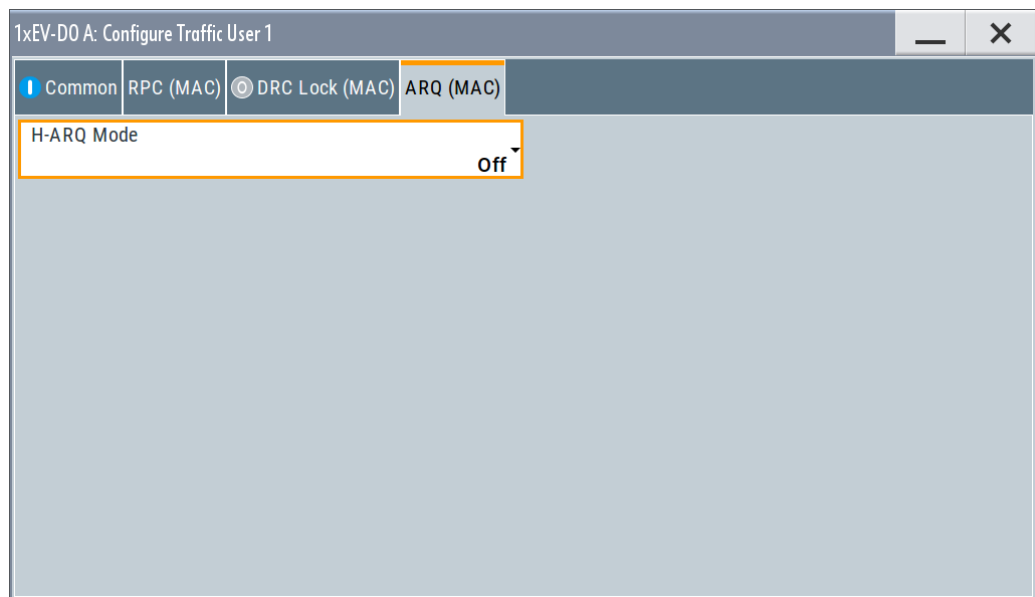 1xEV-DO A: Configure Traffic User 1
Common RPC (MAC) DRC Lock (MAC) ARQ (MAC)
H-ARQ Mode
Off